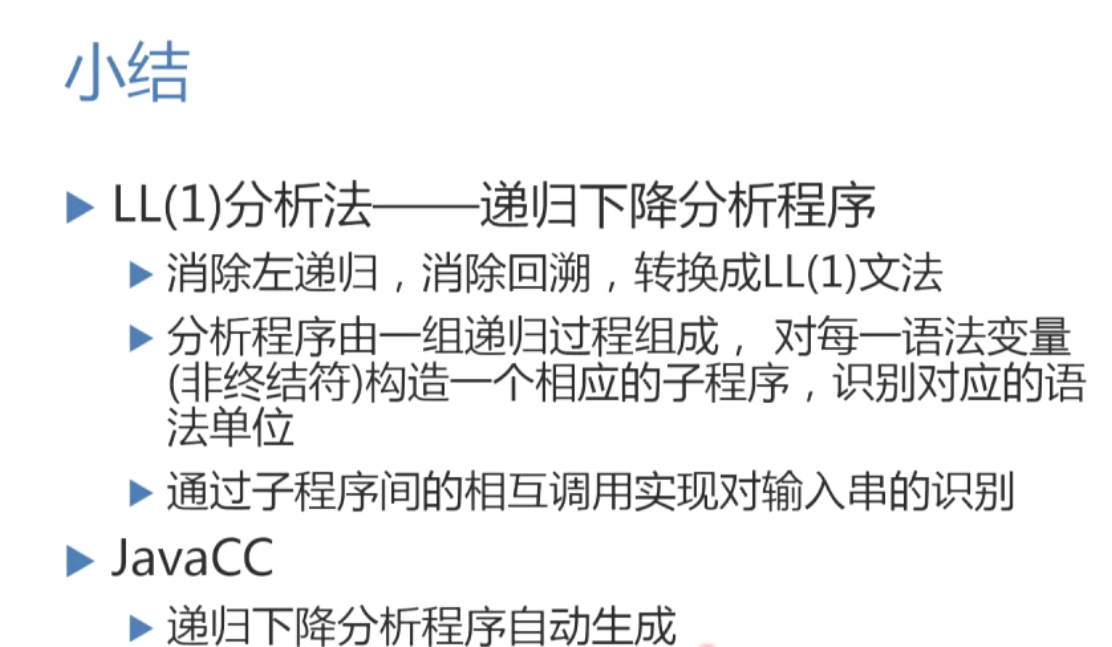 小结
LL(1)分析法——递归下降分析程序
消除左递归，消除回溯，转换成LL(1)文法
分析程序由一组递归过程组成， 对每一语法变量
(非终结符)构造一个相应的子程序，识别对应的语
法单位
通过子程序间的相互调用实现对输入串的识别
JavaCC
递归下降分析程序自动生成